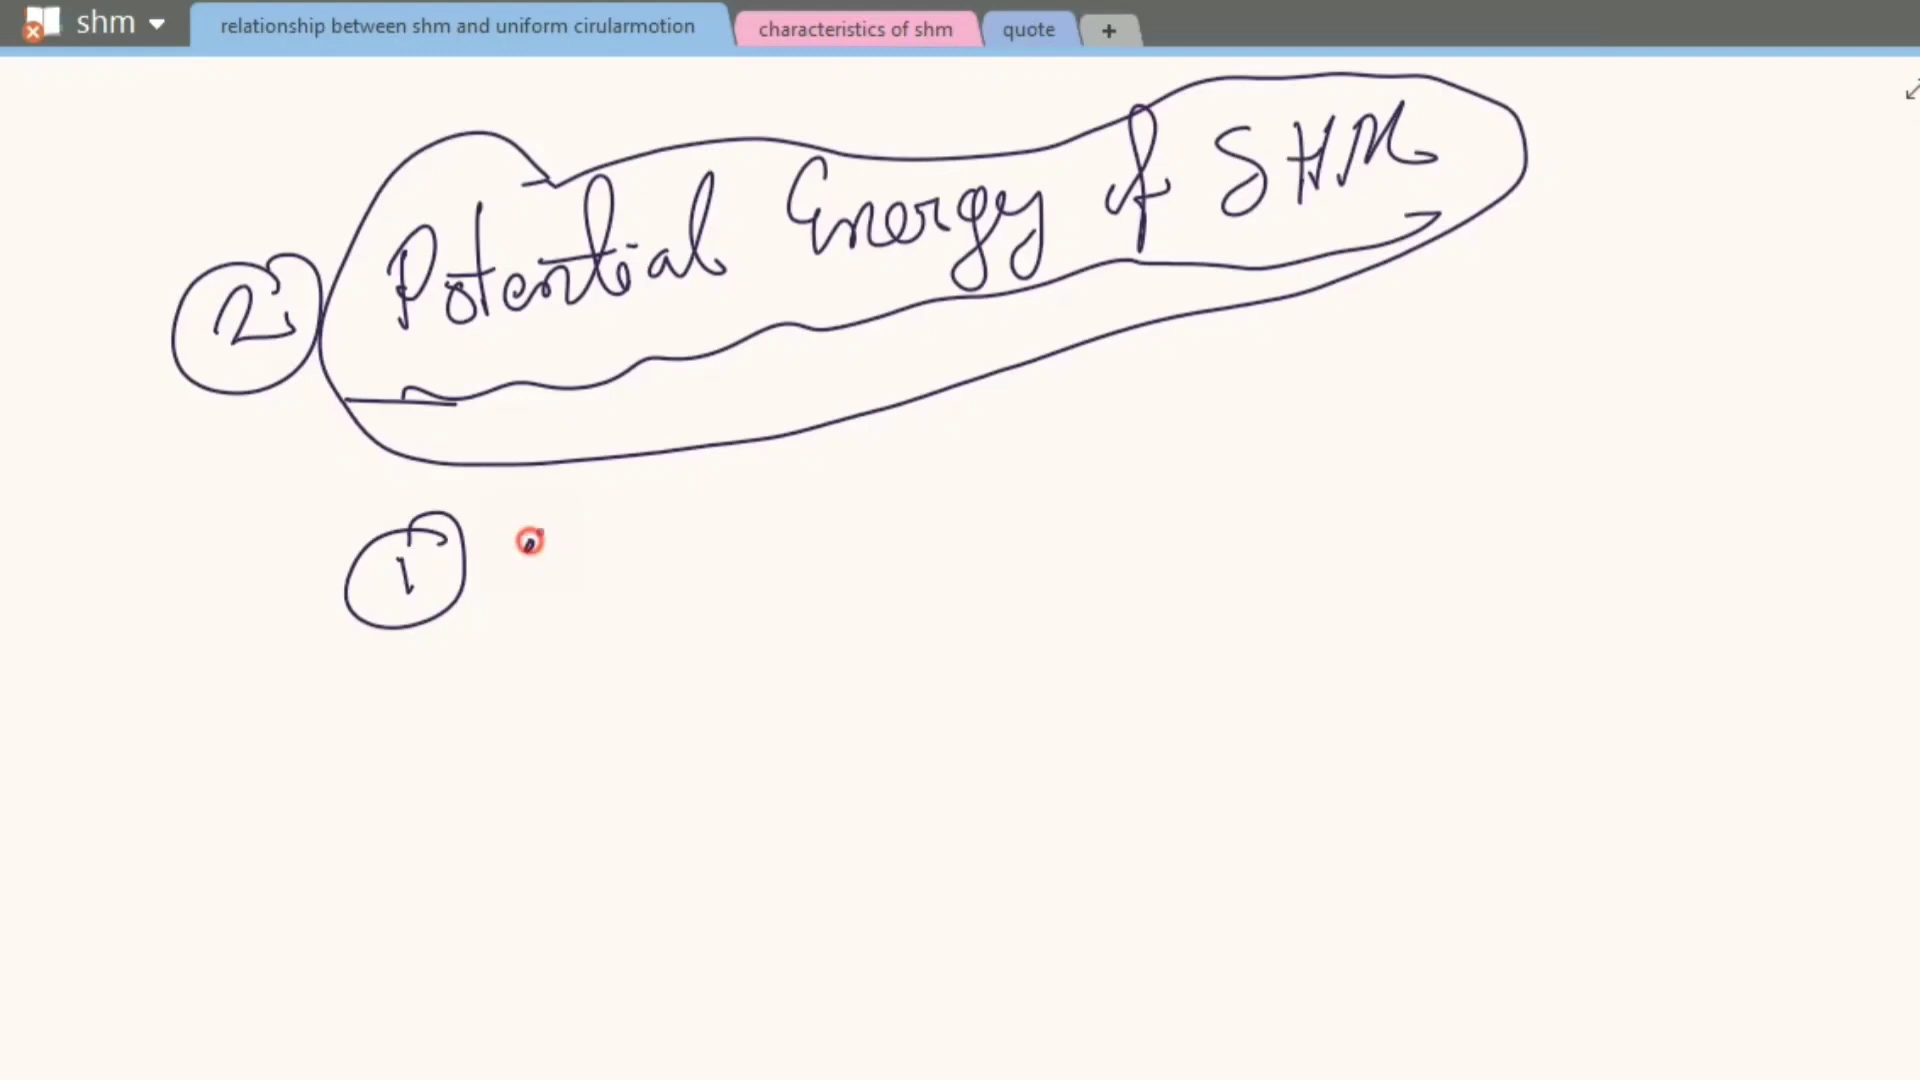 shm
relationship between shm and uniform cirularmotion
characteristics of shm
quote
+
2
Potential Energy of SHM
1